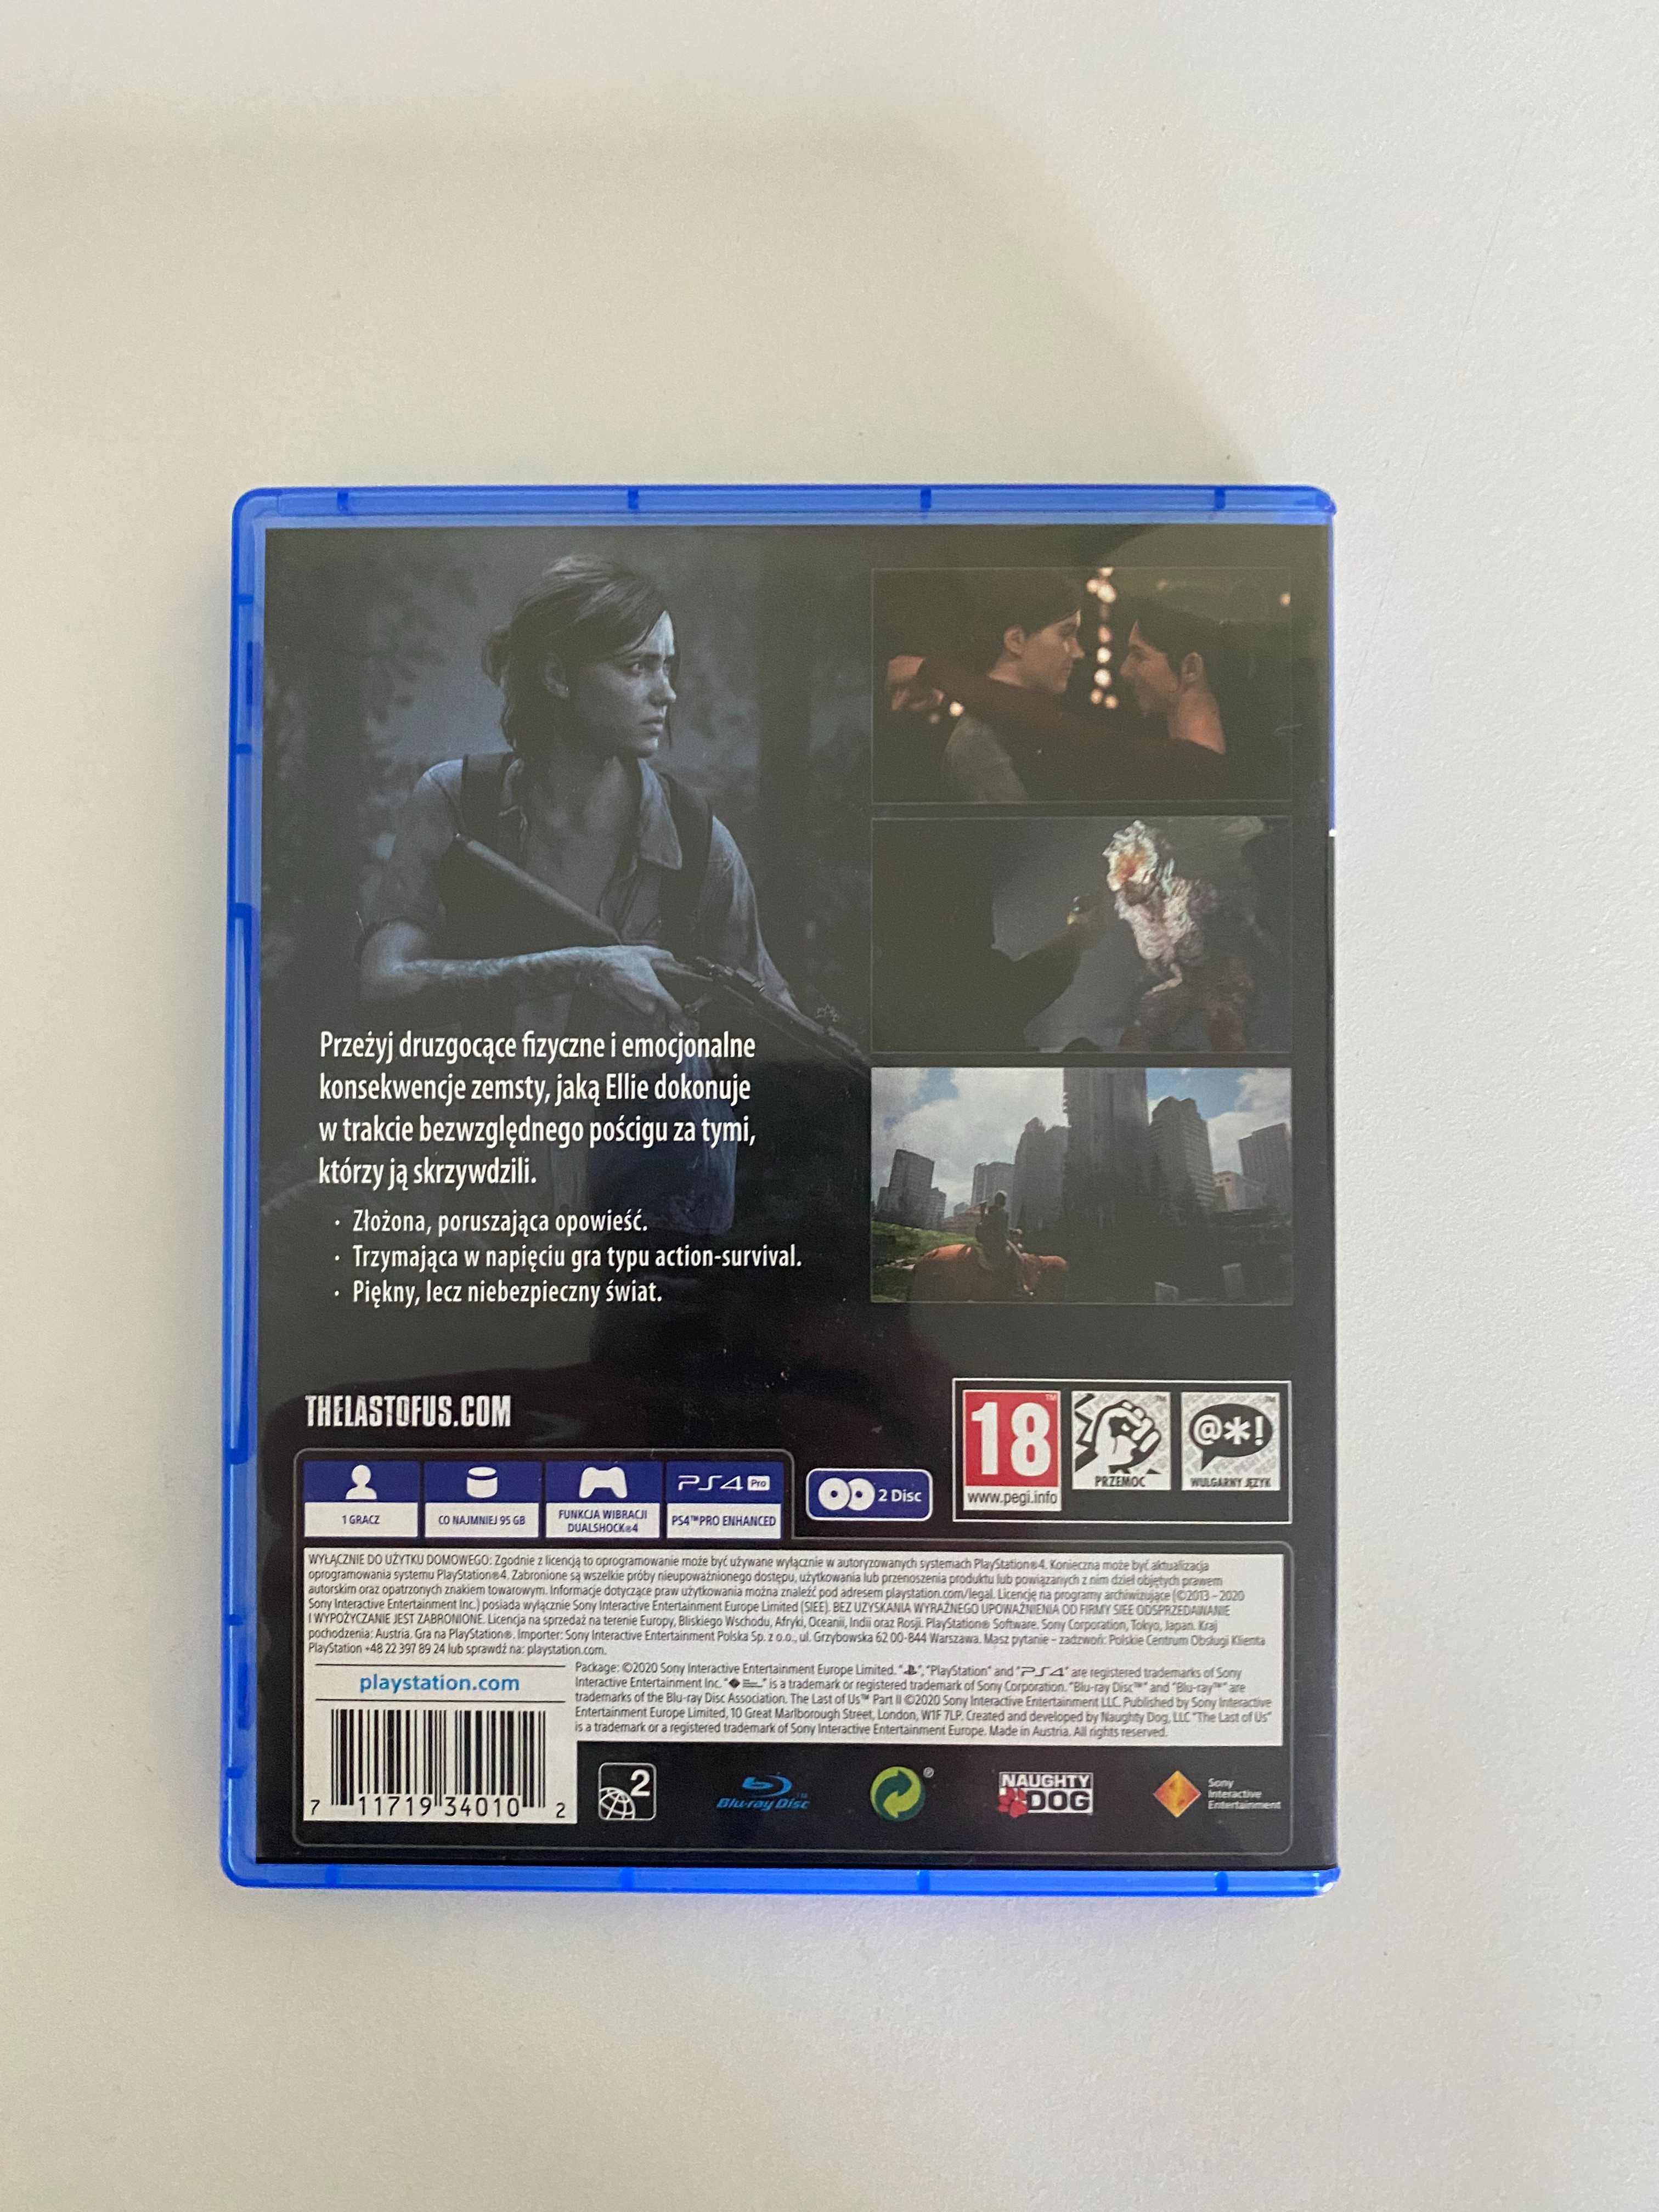 Przeżyj druzgocące fizyczne i emocjonalne
konsekwencje zemsty, jaką Ellie dokonuje
w trakcie bezwzględnego pościgu za tymi,
którzy ją skrzywdzili.
· Złożona, poruszająca opowieść.
· Trzymająca w napięciu gra typu action-survival.
· Piękny, lecz niebezpieczny świat.
THELASTOFUS.COM
18™
www.pegi.info
PRZEMOC
@*!
WULGARNY JĘZYK
1 GRACZ
CO NAJMNIEJ 95 GB
FUNKCJA WIBRACJI
DUALSHOCK®4
PS4 Pro
PS4™PRO ENHANCED
2 Disc
WYŁĄCZNIE DO UŻYTKU DOMOWEGO: Zgodnie z licencją to oprogramowanie może być używane wyłącznie w autoryzowanych systemach PlayStation®4. Konieczna może być aktualizacja
oprogramowania systemu PlayStation®4. Zabronione są wszelkie próby nieupoważnionego dostępu, użytkowania lub przenoszenia produktu lub powiązanych z nim dzieł objętych prawem
autorskim oraz opatrzonych znakiem towarowym. Informacje dotyczące praw użytkowania można znaleźć pod adresem playstation.com/legal. Licencję na programy archiwizujące (©2013 – 2020
Sony Interactive Entertainment Inc.) posiada wyłącznie Sony Interactive Entertainment Europe Limited (SIEE). BEZ UZYSKANIA WYRAŹNEGO UPOWAŻNIENIA OD FIRMY SIEE ODSPRZEDAWANIE
I WYPOŻYCZANIE JEST ZABRONIONE. Licencja na sprzedaż na terenie Europy, Bliskiego Wschodu, Afryki, Oceanii, Indii oraz Rosji. PlayStation® Software. Sony Corporation, Tokyo, Japan. Kraj
pochodzenia: Austria. Gra na PlayStation®. Importer: Sony Interactive Entertainment Polska Sp. z o.o., ul. Grzybowska 62 00-844 Warszawa. Masz pytanie – zadzwoń: Polskie Centrum Obsługi Klienta
PlayStation +48 22 397 89 24 lub sprawdź na: playstation.com.
playstation.com
Package: ©2020 Sony Interactive Entertainment Europe Limited. "", "PlayStation" and "PS4" are registered trademarks of Sony
Interactive Entertainment Inc. "" is a trademark or registered trademark of Sony Corporation. "Blu-ray Disc™" and "Blu-ray™" are
trademarks of the Blu-ray Disc Association. The Last of Us™ Part II ©2020 Sony Interactive Entertainment LLC. Published by Sony Interactive
Entertainment Europe Limited, 10 Great Marlborough Street, London, W1F 7LP. Created and developed by Naughty Dog, LLC "The Last of Us"
is a trademark or a registered trademark of Sony Interactive Entertainment Europe. Made in Austria. All rights reserved.
7 11719 34010 2
2
Blu-ray Disc™
®
NAUGHTY
DOG
Sony
Interactive
Entertainment